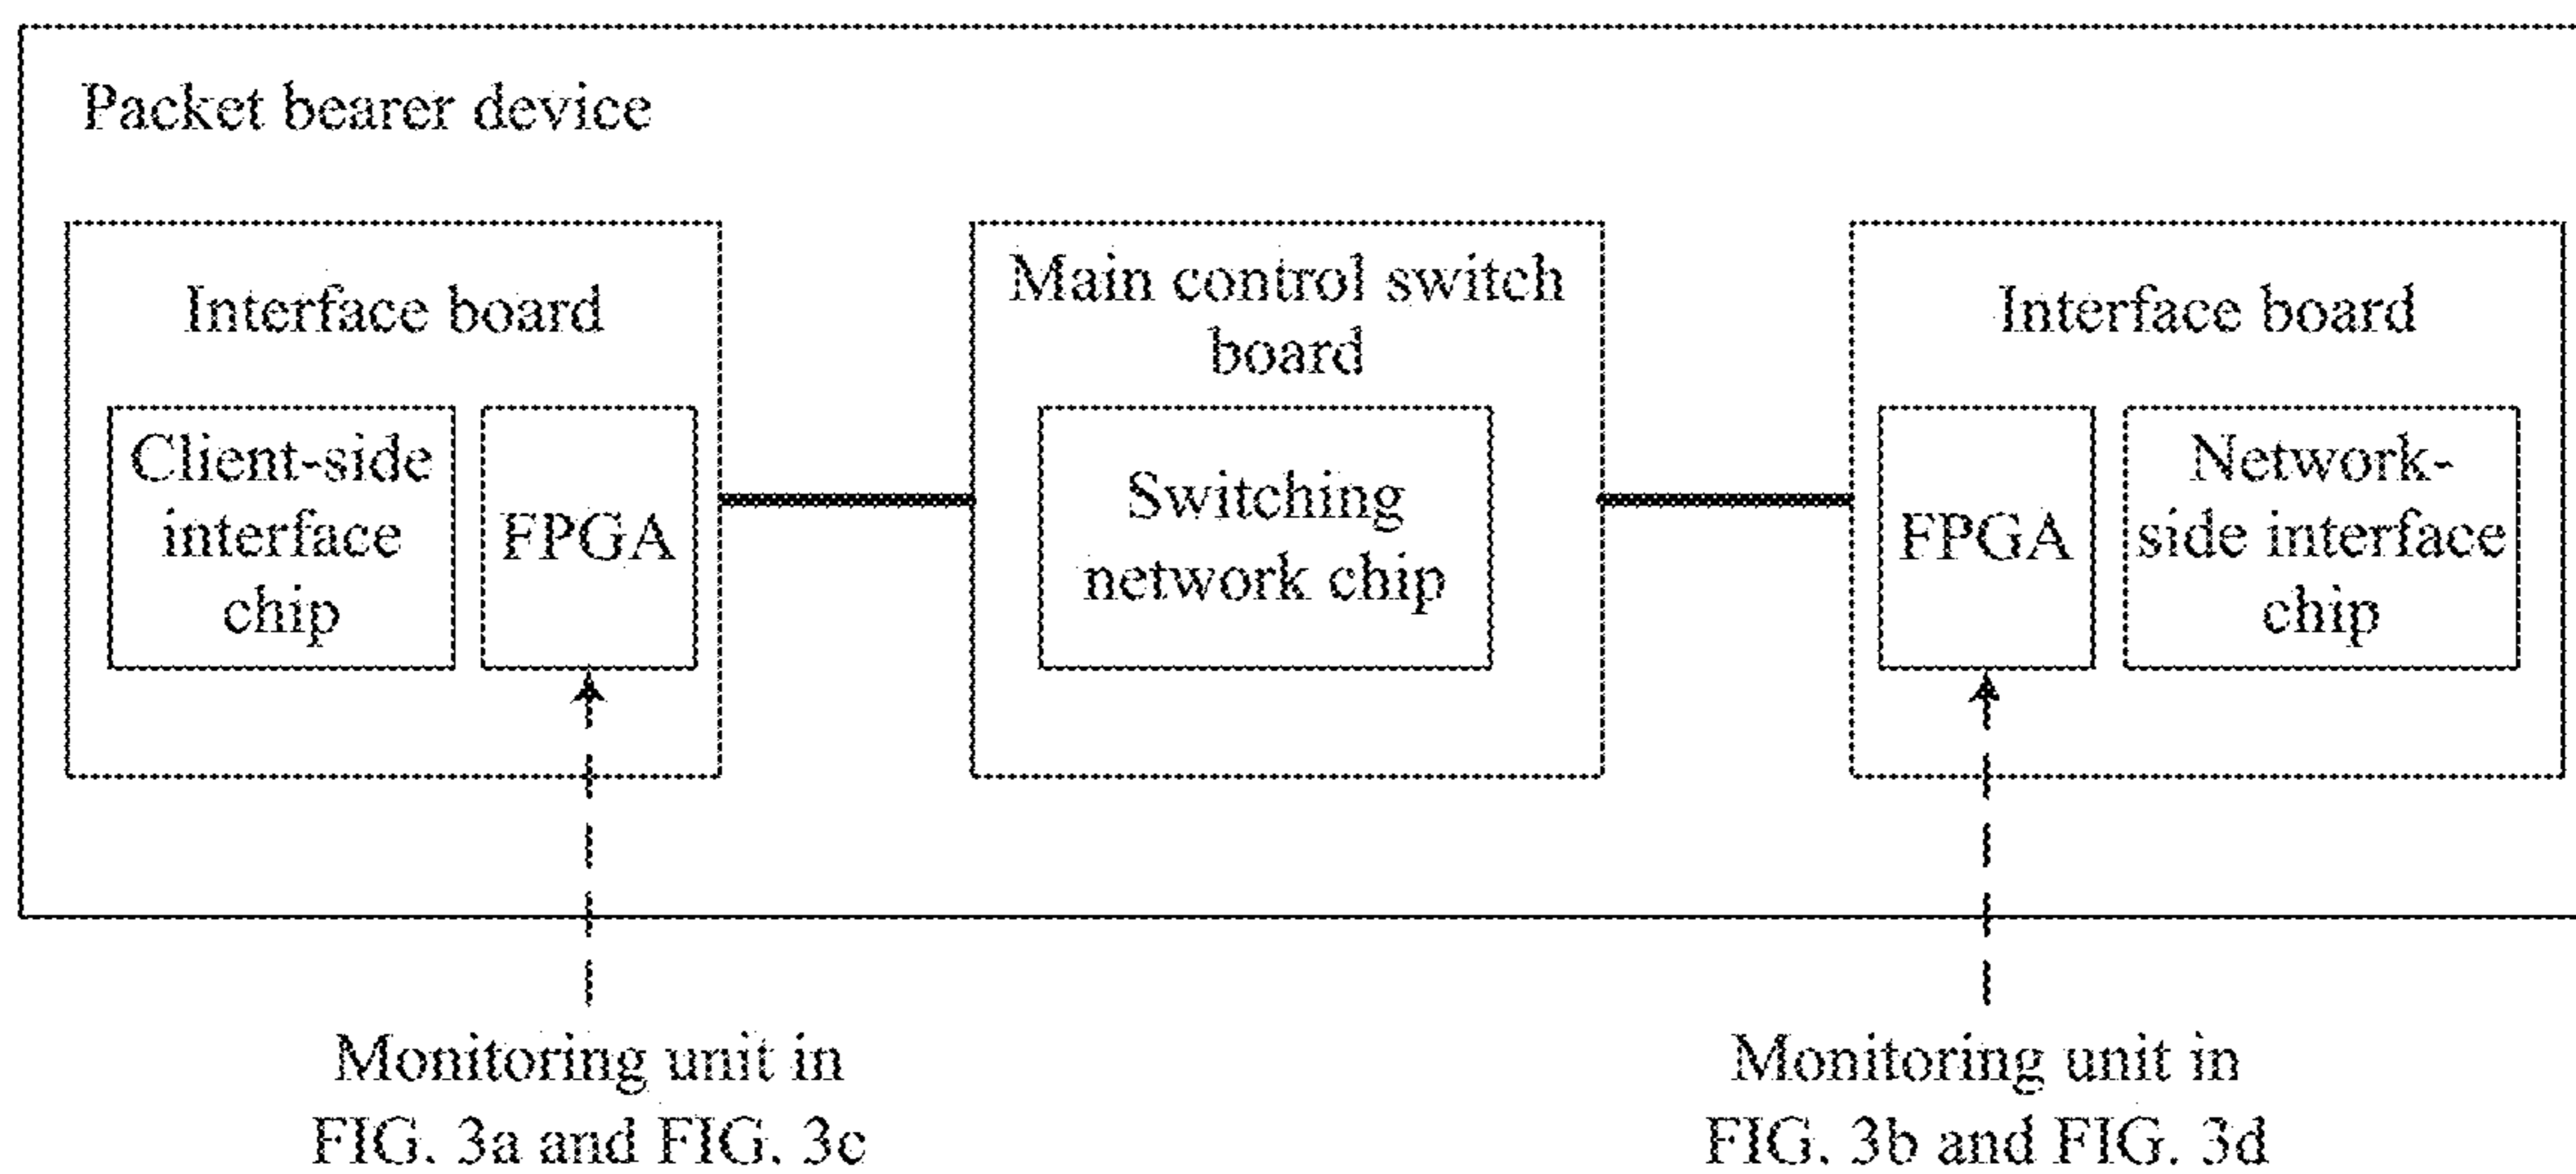 Packet bearer device
Interface board
Client-side
interface
chip
FPGA
Main control switch
board
Switching
network chip
Interface board
FPGA
Network-
side interface
chip
Monitoring unit in
FIG. 3a and FIG. 3c
Monitoring unit in
FIG. 3b and FIG. 3d